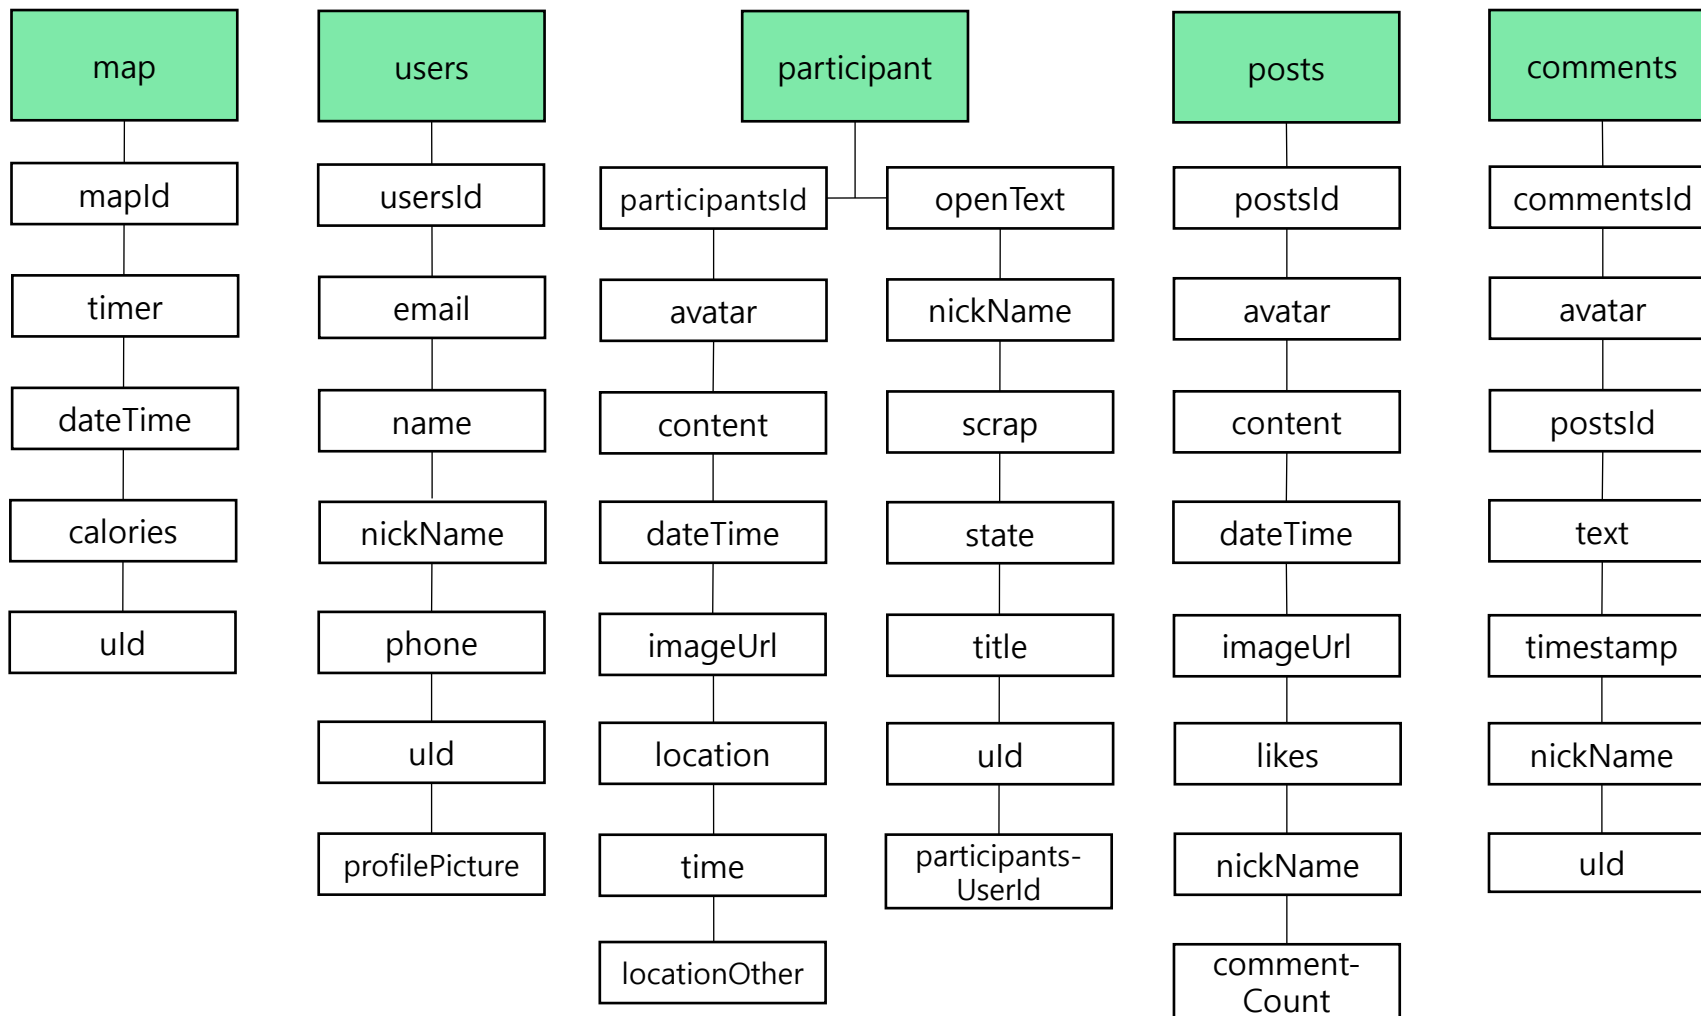 map
mapId
timer
dateTime
calories
uId
users
usersId
email
name
nickName
phone
uId
profilePicture
participant
participantsId
avatar
content
dateTime
imageUrl
location
time
locationOther
openText
nickName
scrap
state
title
uId
participants-
UserId
posts
postsId
avatar
content
dateTime
imageUrl
likes
nickName
comment-
Count
comments
commentsId
avatar
postsId
text
timestamp
nickName
uId